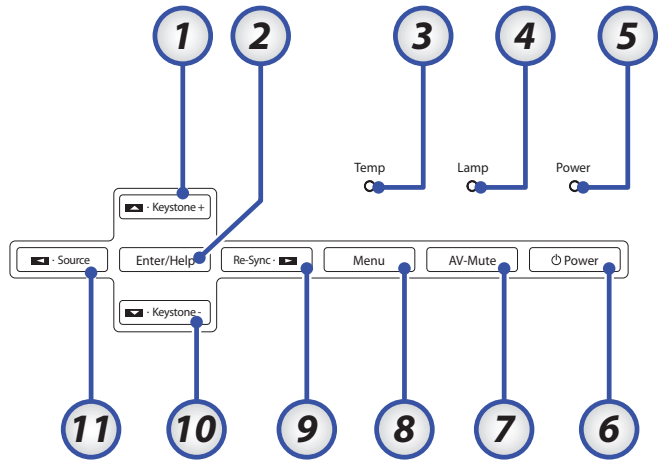 1 2 3 4 5
Temp Lamp Power
· Keystone+
· Source Enter/Help Re-Sync · Menu AV-Mute Power
· Keystone-
11 10 9 8 7 6